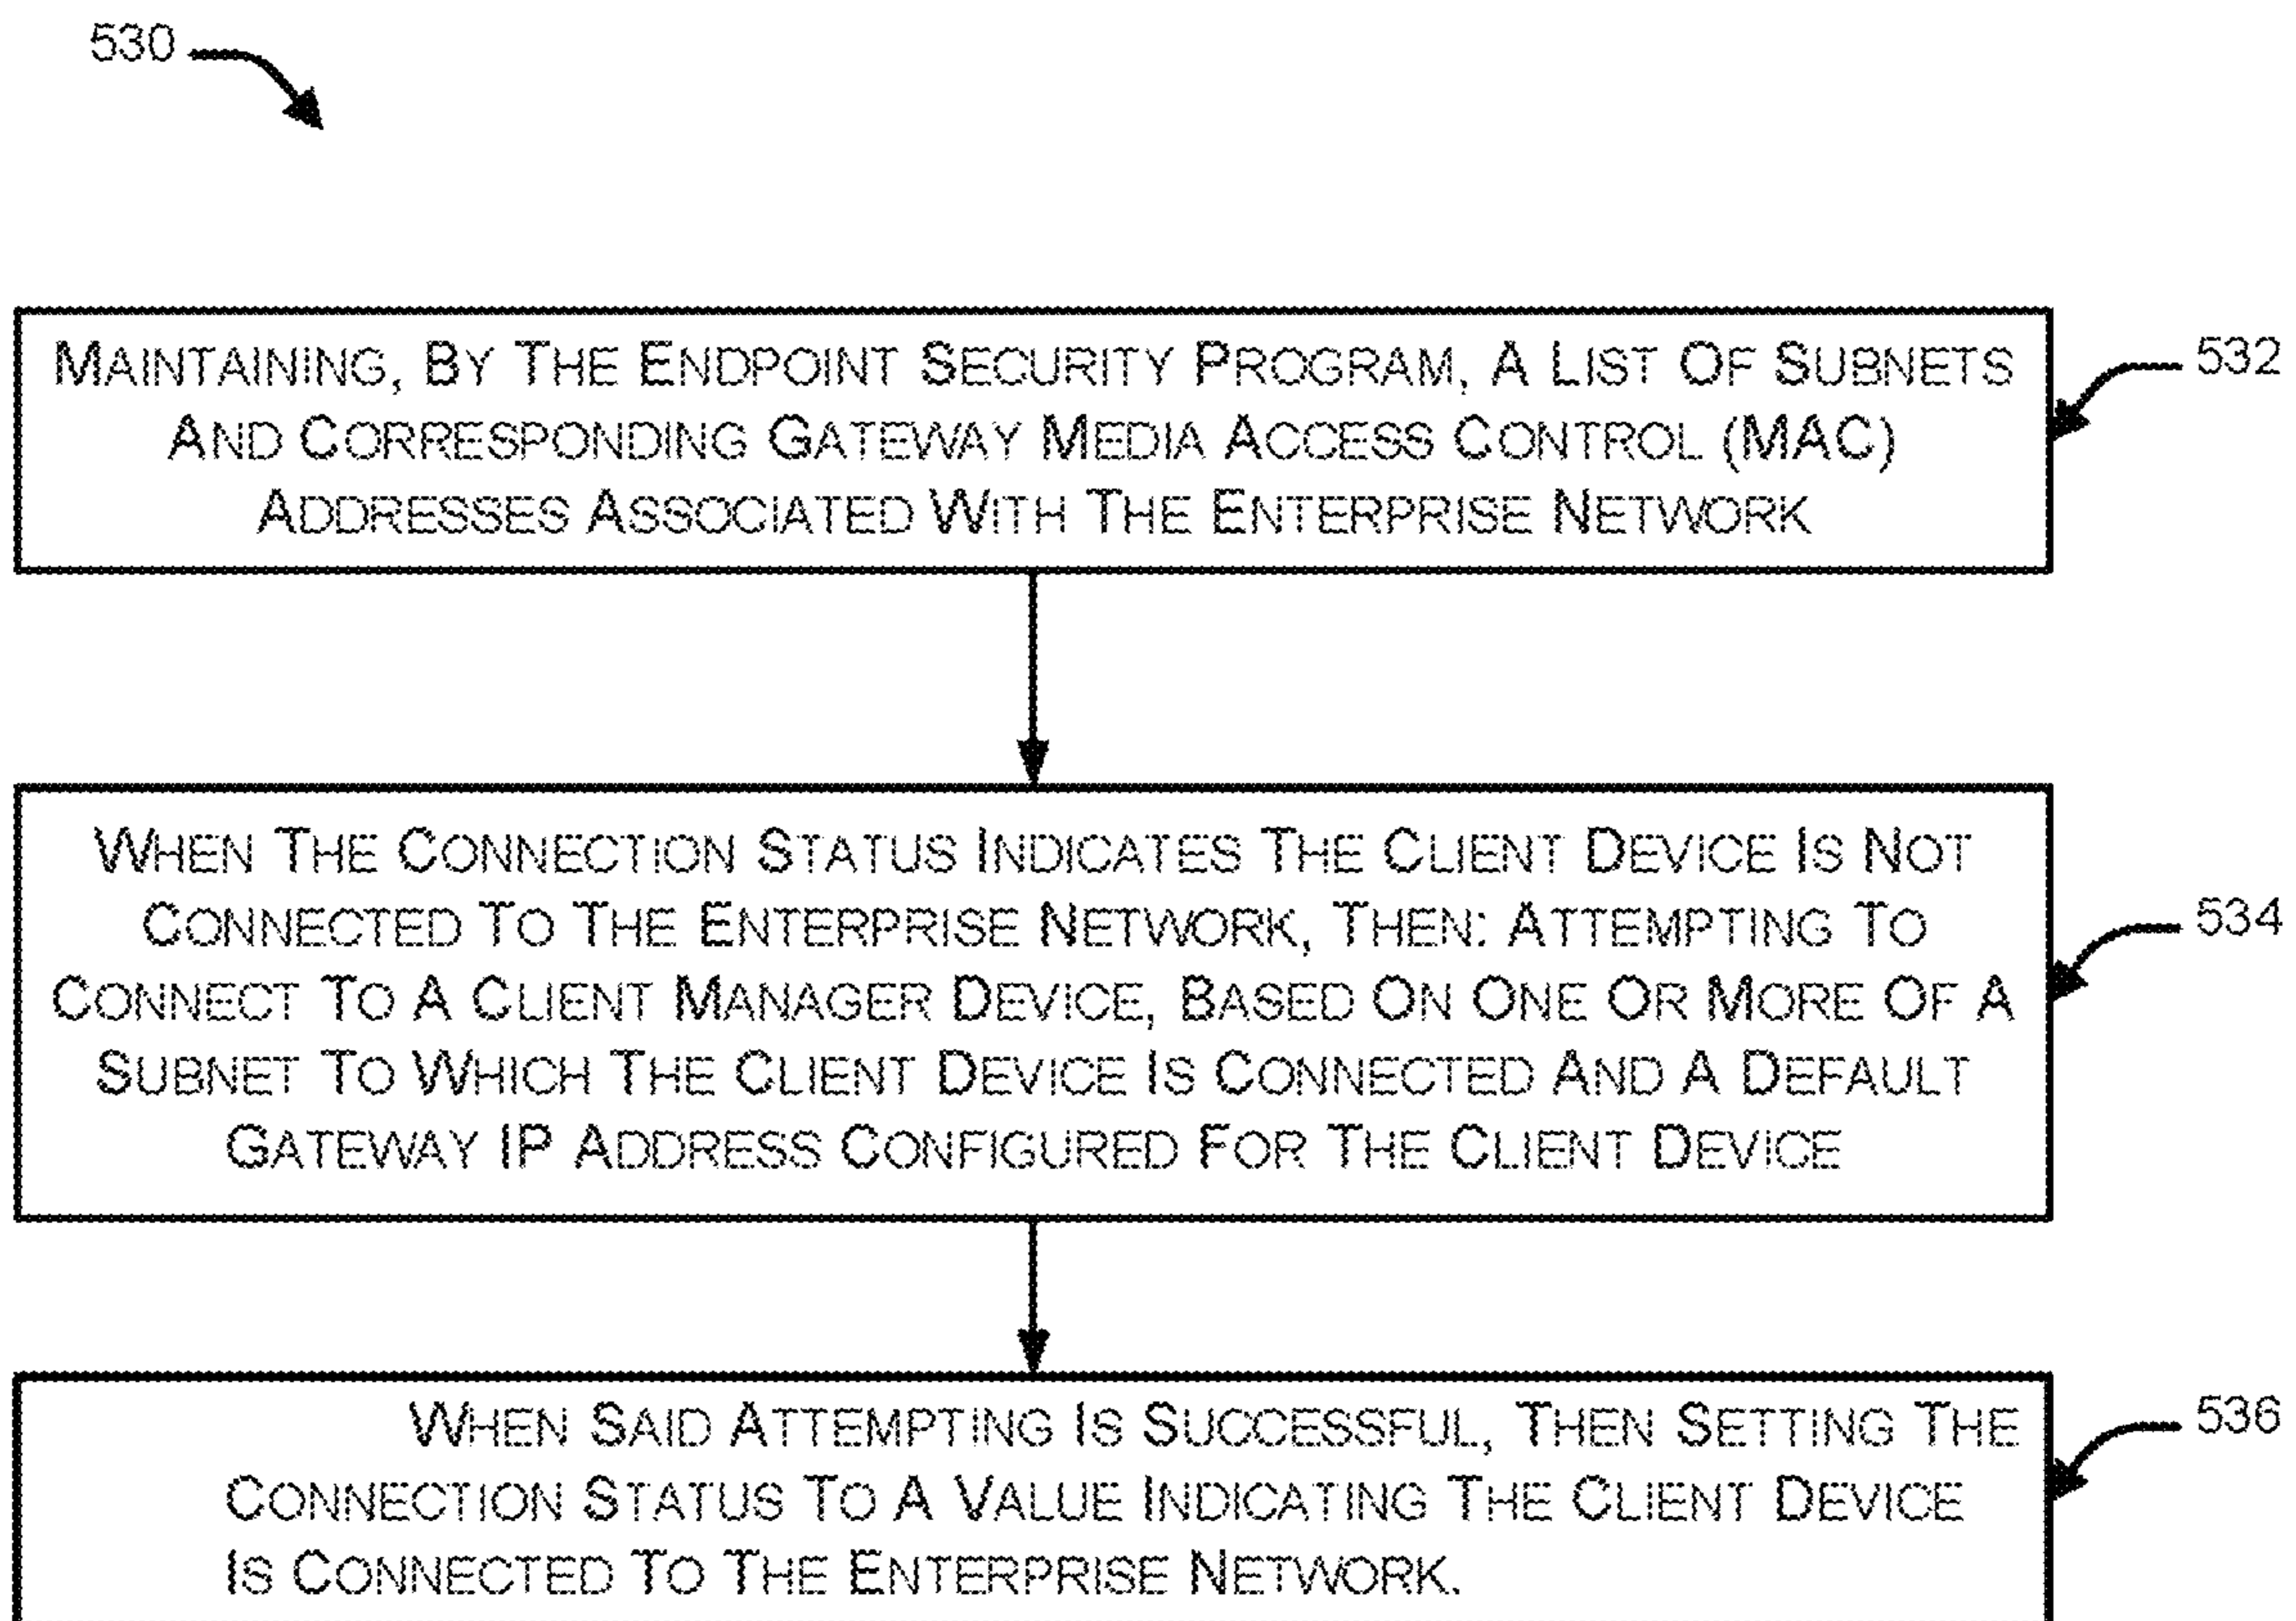 530
MAINTAINING, BY THE ENDPOINT SECURITY PROGRAM, A LIST OF SUBNETS
AND CORRESPONDING GATEWAY MEDIA ACCESS CONTROL (MAC)
ADDRESSES ASSOCIATED WITH THE ENTERPRISE NETWORK
532
WHEN THE CONNECTION STATUS INDICATES THE CLIENT DEVICE IS NOT
CONNECTED TO THE ENTERPRISE NETWORK, THEN: ATTEMPTING TO
CONNECT TO A CLIENT MANAGER DEVICE, BASED ON ONE OR MORE OF A
SUBNET TO WHICH THE CLIENT DEVICE IS CONNECTED AND A DEFAULT
GATEWAY IP ADDRESS CONFIGURED FOR THE CLIENT DEVICE
534
WHEN SAID ATTEMPTING IS SUCCESSFUL, THEN SETTING THE
CONNECTION STATUS TO A VALUE INDICATING THE CLIENT DEVICE
IS CONNECTED TO THE ENTERPRISE NETWORK.
536